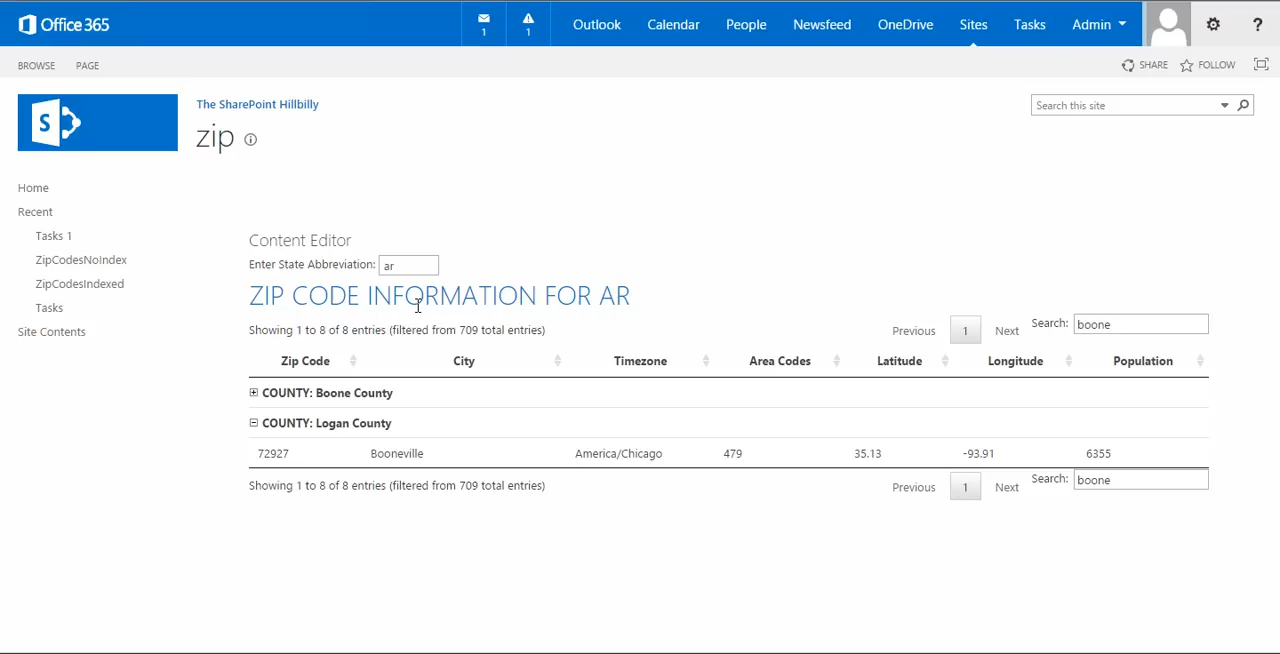 Office 365
1
1
Outlook Calendar People Newsfeed OneDrive Sites Tasks Admin ?
BROWSE PAGE
SHARE FOLLOW
S
The SharePoint Hillbilly
zip
Search this site
Home
Recent
Tasks 1
ZipCodesNoIndex
ZipCodesIndexed
Tasks
Site Contents
Content Editor
Enter State Abbreviation: ar
ZIP CODE INFORMATION FOR AR
Showing 1 to 8 of 8 entries (filtered from 709 total entries) Previous 1 Next Search: boone
Zip Code City Timezone Area Codes Latitude Longitude Population
COUNTY: Boone County
COUNTY: Logan County
72927 Booneville America/Chicago 479 35.13 -93.91 6355
Showing 1 to 8 of 8 entries (filtered from 709 total entries) Previous 1 Next Search: boone